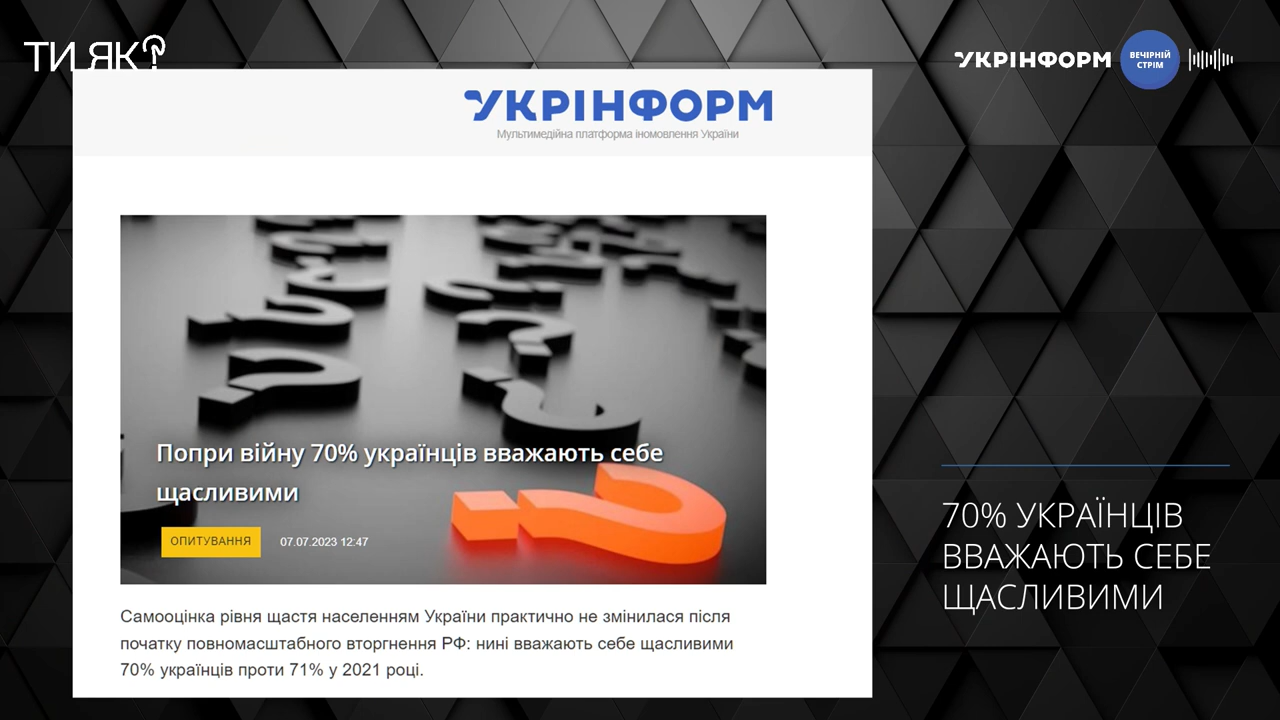 ТИ ЯК?
УКРІНФОРМ
ВЕЧІРНІЙ
СТРІМ
УКРІНФОРМ
Мультимедійна платформа іномовлення України
Попри війну 70% українців вважають себе
щасливими
ОПИТУВАННЯ
07.07.2023 12:47
Самооцінка рівня щастя населенням України практично не змінилася після
початку повномасштабного вторгнення РФ: нині вважають себе щасливими
70% українців проти 71% у 2021 році.
70% УКРАЇНЦІВ
ВВАЖАЮТЬ СЕБЕ
ЩАСЛИВИМИ